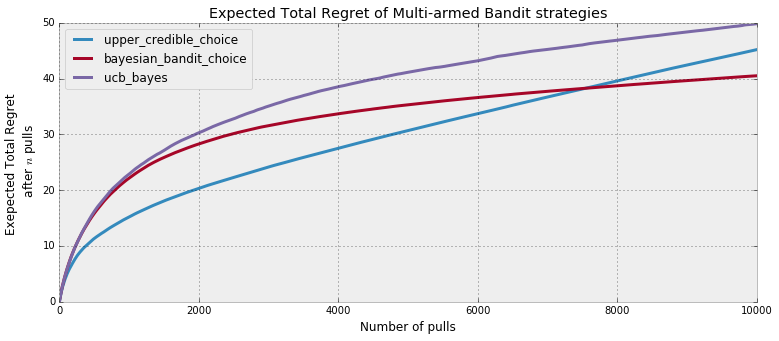 Expected Total Regret of Multi-armed Bandit strategies
upper_credible_choice
bayesian_bandit_choice
ucb_bayes
Exepected Total Regret
after n pulls
50
40
30
20
10
0
0 2000 4000 6000 8000 10000
Number of pulls